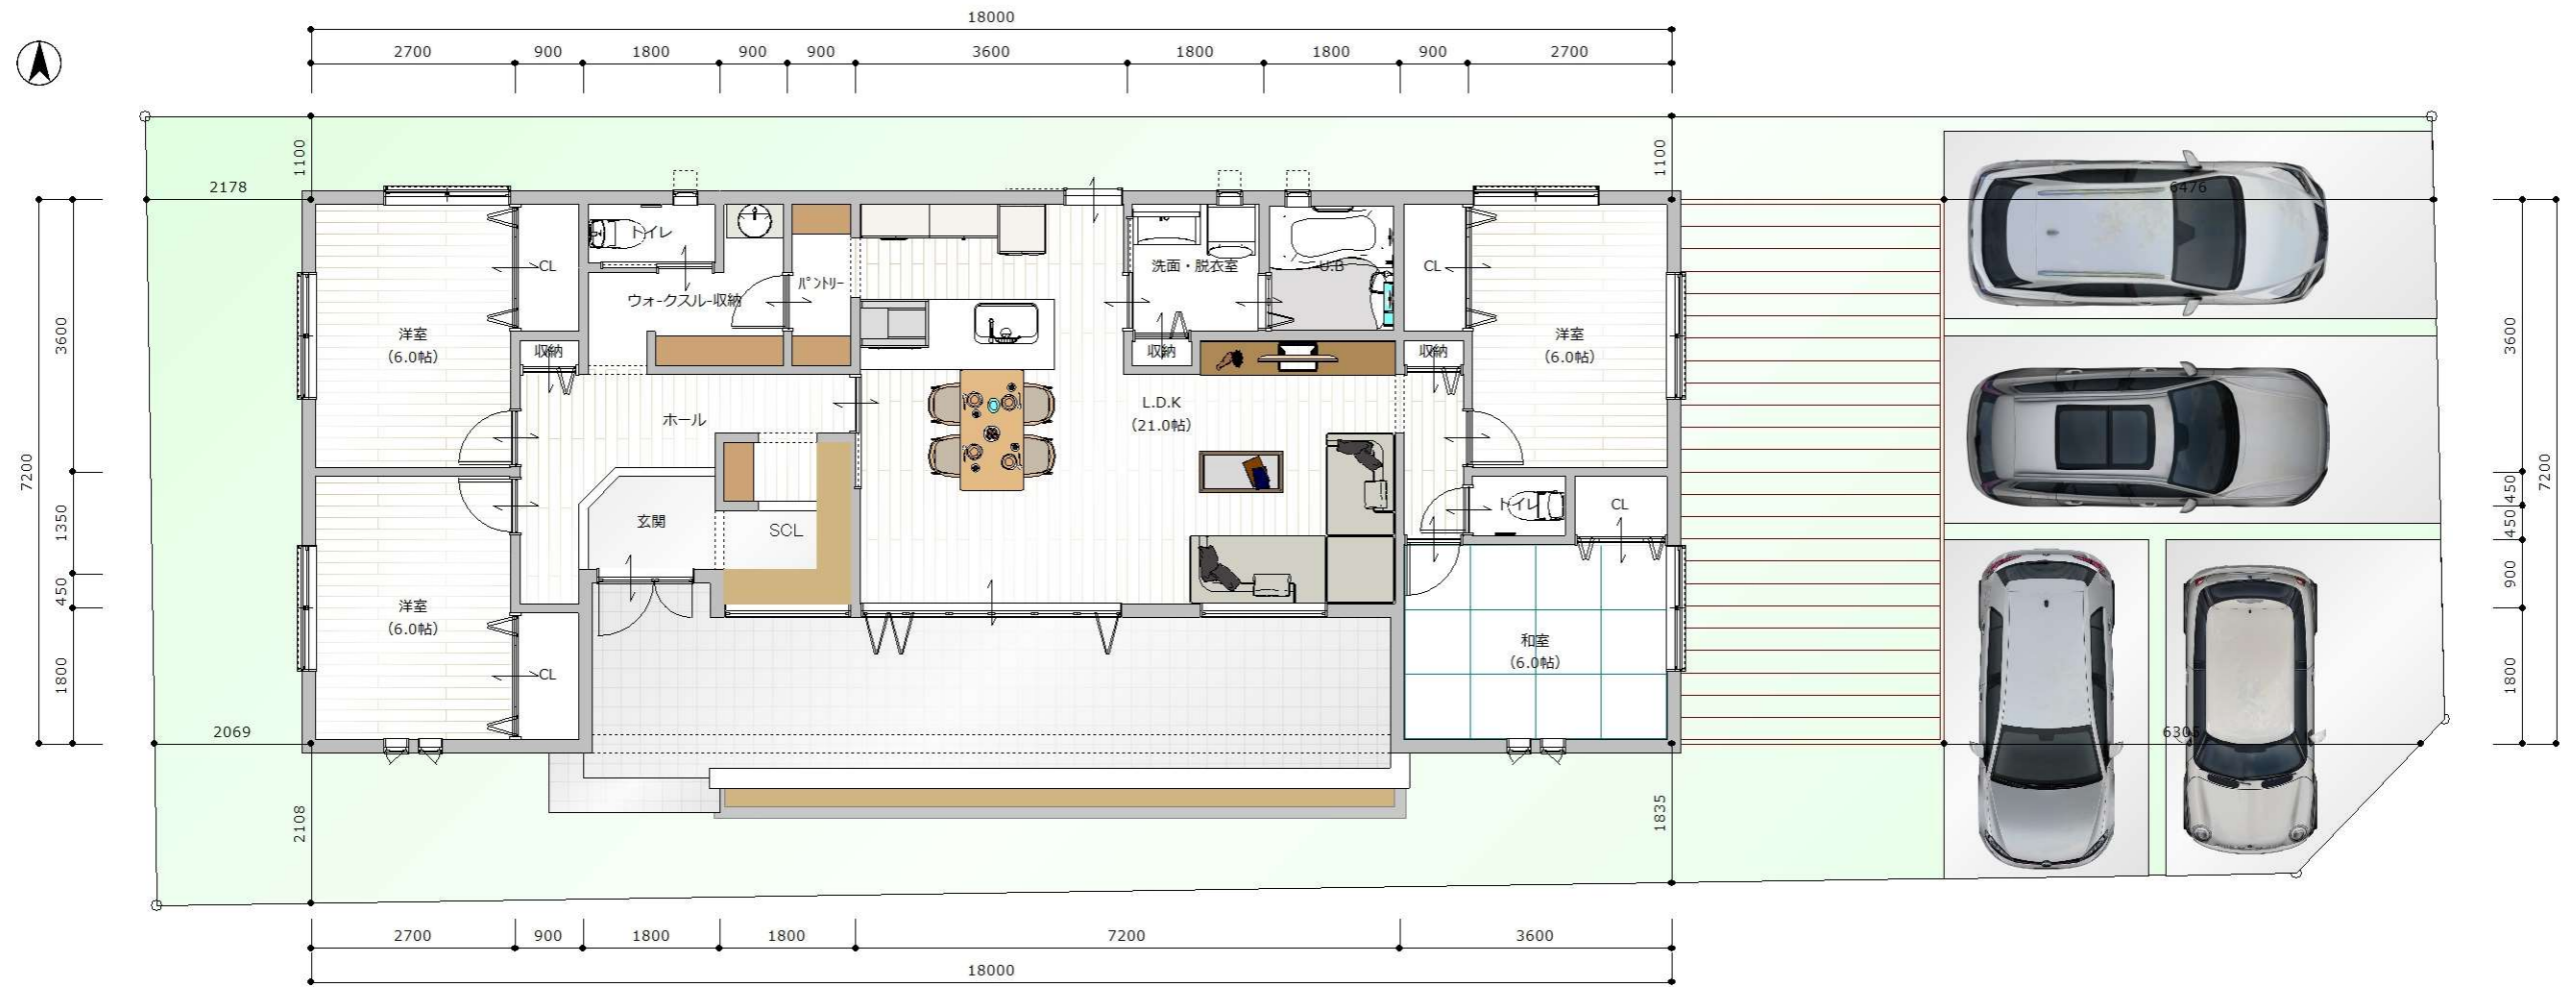 18000
2700
900
1800
900
900
3600
1800
1800
900
2700
1100
1100
2178
6476
トイレ
CL
洗面・脱衣室
U.B
CL
パントリー
ウォークスルー収納
洋室
(6.0帖)
洋室
(6.0帖)
収納
収納
収納
ホール
L.D.K
(21.0帖)
7200
3600
1350
450
1800
3600
450
450
900
1800
7200
玄関
SCL
トイレ
CL
洋室
(6.0帖)
和室
(6.0帖)
CL
2069
6305
2108
1835
2700
900
1800
1800
7200
3600
18000